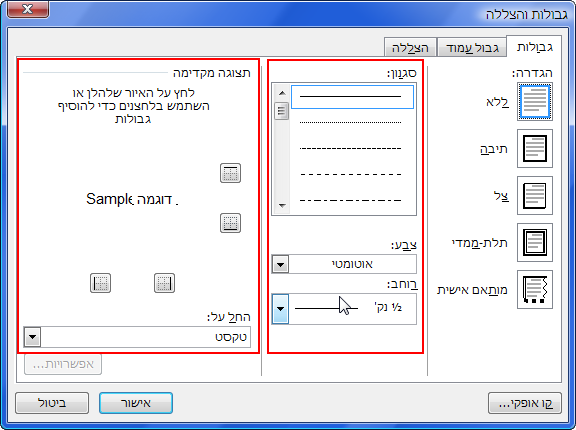 גבולות והצללה
גבולות
גבול עמוד
הצללה
הגדרה:
ללא
תיבה
צל
תלת-ממדי
מותאם אישית
סגנון:
צבע:
אוטומטי
רוחב:
½ נק'
תצוגה מקדימה
לחץ על האיור שלהלן או
השתמש בלחצנים כדי להוסיף
גבולות
דוגמה Sample
החל על:
טקסט
אפשרויות...
קו אופקי...
אישור
ביטול